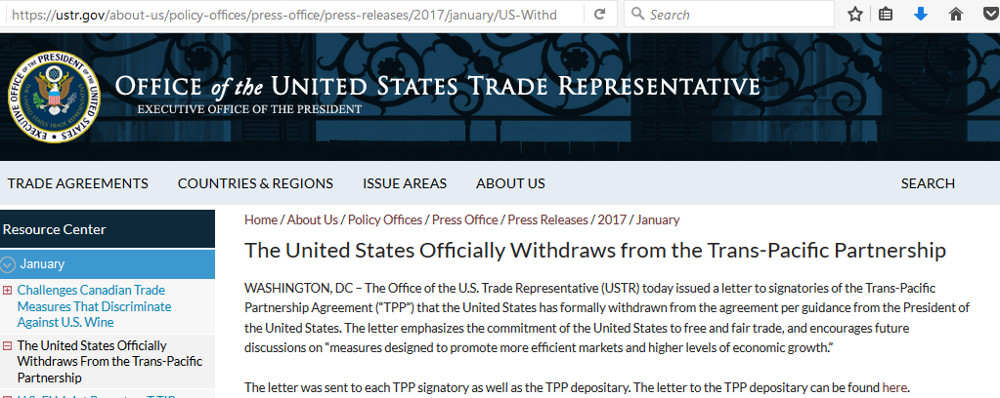 https://ustr.gov/about-us/policy-offices/press-office/press-releases/2017/january/US-Withd
Search
EXECUTIVE OFFICE OF THE PRESIDENT OF THE UNITED STATES
OFFICE of the UNITED STATES TRADE REPRESENTATIVE
EXECUTIVE OFFICE OF THE PRESIDENT
TRADE AGREEMENTS COUNTRIES & REGIONS ISSUE AREAS ABOUT US SEARCH
Resource Center
January
Challenges Canadian Trade
Measures That Discriminate
Against U.S. Wine
The United States Officially
Withdraws From the Trans-Pacific
Partnership
Home / About Us / Policy Offices / Press Office / Press Releases / 2017 / January
The United States Officially Withdraws from the Trans-Pacific Partnership
WASHINGTON, DC – The Office of the U.S. Trade Representative (USTR) today issued a letter to signatories of the Trans-Pacific
Partnership Agreement (“TPP”) that the United States has formally withdrawn from the agreement per guidance from the President of
the United States. The letter emphasizes the commitment of the United States to free and fair trade, and encourages future
discussions on “measures designed to promote more efficient markets and higher levels of economic growth.”
The letter was sent to each TPP signatory as well as the TPP depositary. The letter to the TPP depositary can be found here.